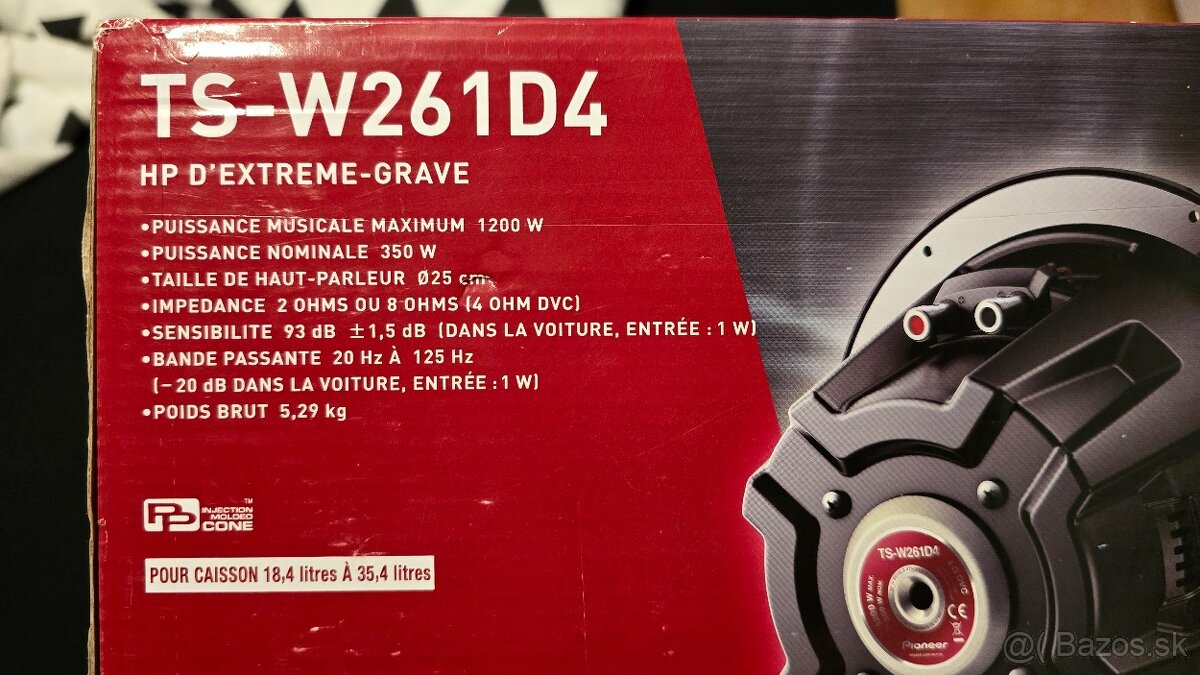 TS-W261D4
HP D'EXTREME-GRAVE
•PUISSANCE MUSICALE MAXIMUM 1200 W
•PUISSANCE NOMINALE 350 W
•TAILLE DE HAUT-PARLEUR Ø25 cm
•IMPEDANCE 2 OHMS OU 8 OHMS (4 OHM DVC)
•SENSIBILITE 93 dB ±1,5 dB (DANS LA VOITURE, ENTRÉE : 1 W)
•BANDE PASSANTE 20 Hz À 125 Hz
(−20 dB DANS LA VOITURE, ENTRÉE : 1 W)
•POIDS BRUT 5,29 kg
INJECTION
MOLDED
CONE
TM
POUR CAISSON 18,4 litres À 35,4 litres
TS-W261D4
CE
Pioneer
@( Bazos.sk